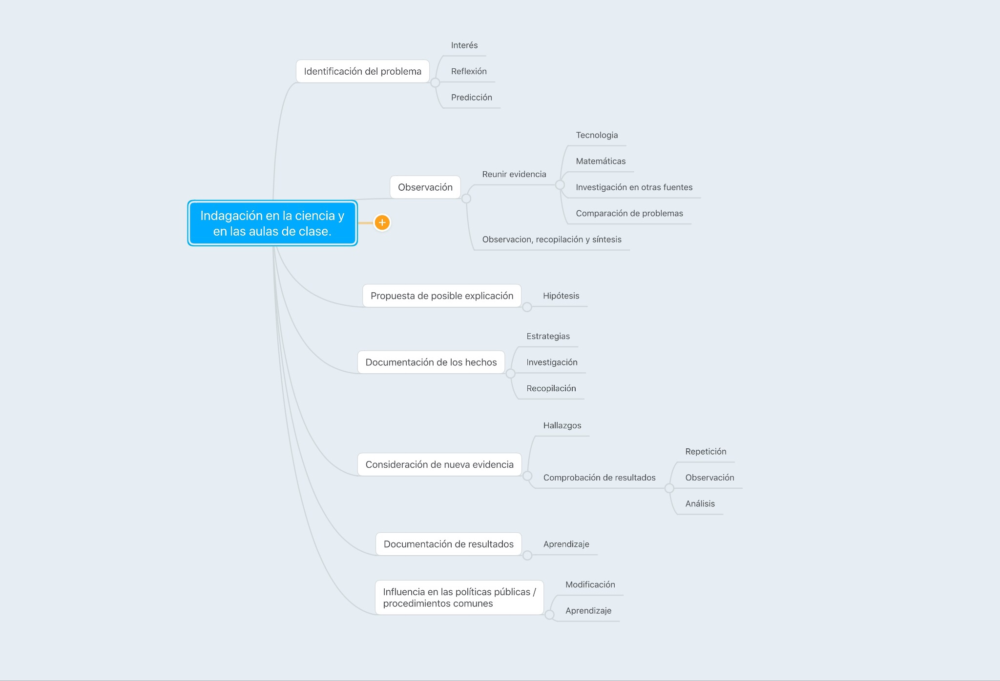 Interés
Identificación del problema
Reflexión
Predicción
Tecnologia
Matemáticas
Reunir evidencia
Observación
Investigación en otras fuentes
Comparación de problemas
Indagación en la ciencia y
en las aulas de clase.
+
Observacion, recopilación y síntesis
Propuesta de posible explicación
Hipótesis
Estrategias
Documentación de los hechos
Investigación
Recopilación
Hallazgos
Consideración de nueva evidencia
Repetición
Comprobación de resultados
Observación
Análisis
Documentación de resultados
Aprendizaje
Influencia en las políticas públicas /
procedimientos comunes
Modificación
Aprendizaje